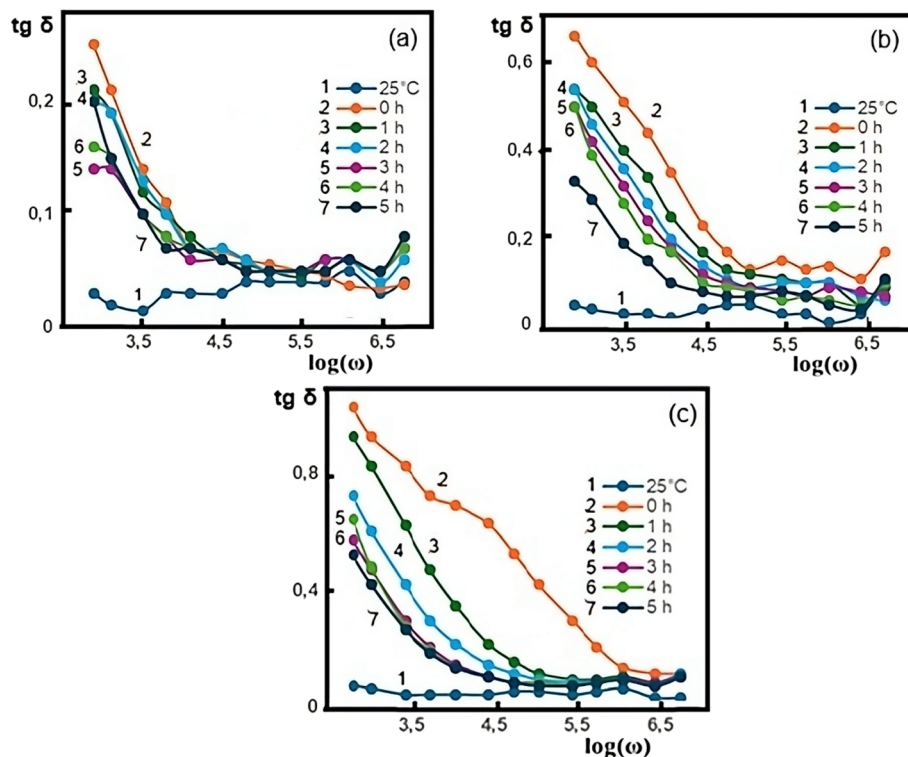 tg δ
(a)
0,2
0,1
0
3,5 4,5 5,5 6,5
log(ω)
3
4
6
5
2
7
1
1 25°C
2 0 h
3 1 h
4 2 h
5 3 h
6 4 h
7 5 h
tg δ
(b)
0,6
0,4
0,2
0
3,5 4,5 5,5 6,5
log(ω)
4
5
3
2
6
7
1
1 25°C
2 0 h
3 1 h
4 2 h
5 3 h
6 4 h
7 5 h
tg δ
(c)
0,8
0,4
0
3,5 4,5 5,5 6,5
log(ω)
2
5
6
4
3
7
1
1 25°C
2 0 h
3 1 h
4 2 h
5 3 h
6 4 h
7 5 h